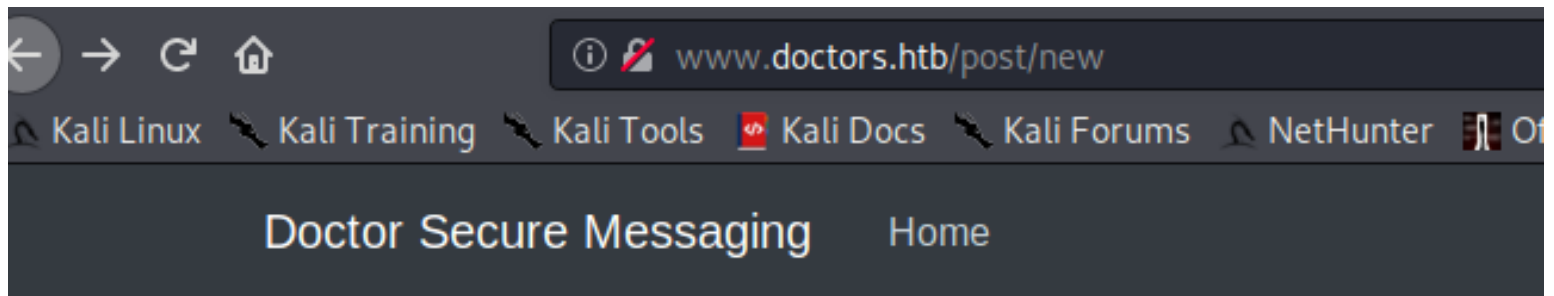 www.doctors.htb/post/new
Kali Linux Kali Training Kali Tools Kali Docs Kali Forums NetHunter Of
Doctor Secure Messaging Home